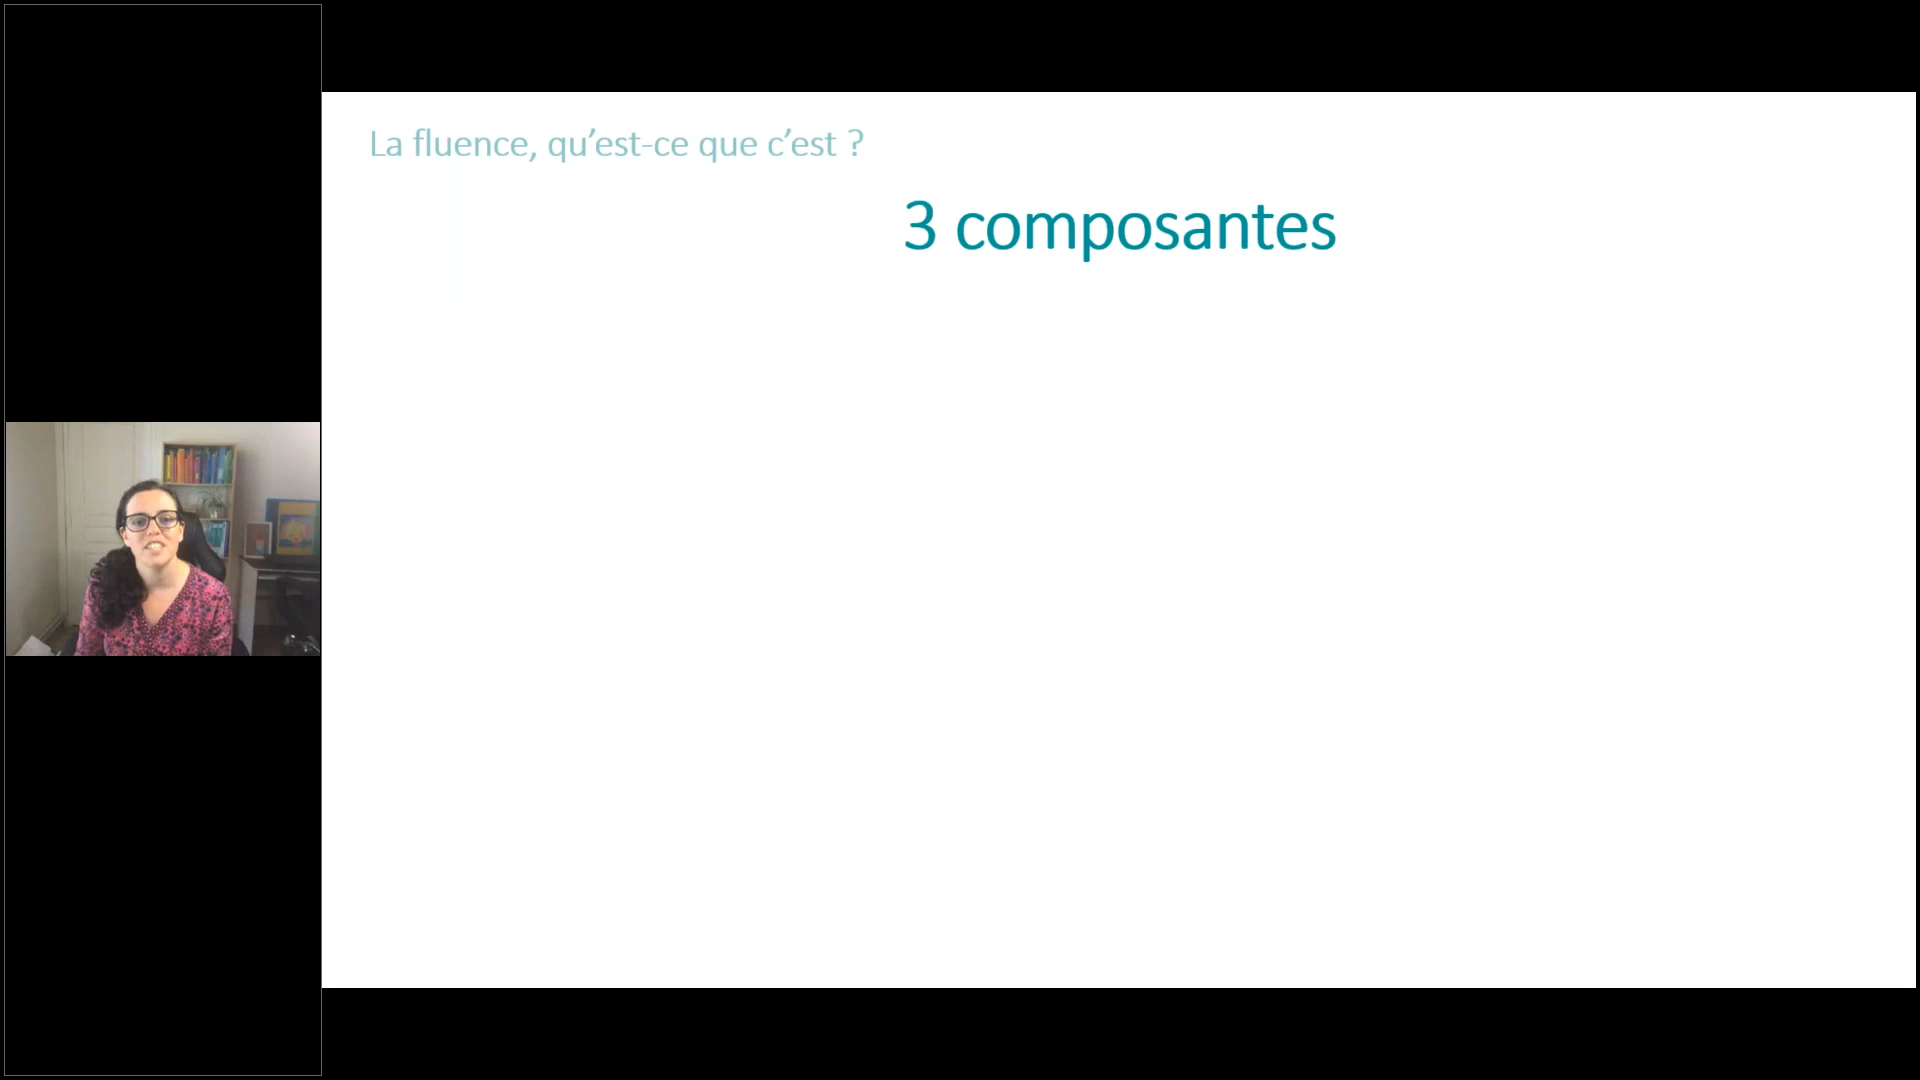 La fluence, qu’est-ce que c’est ?
3 composantes